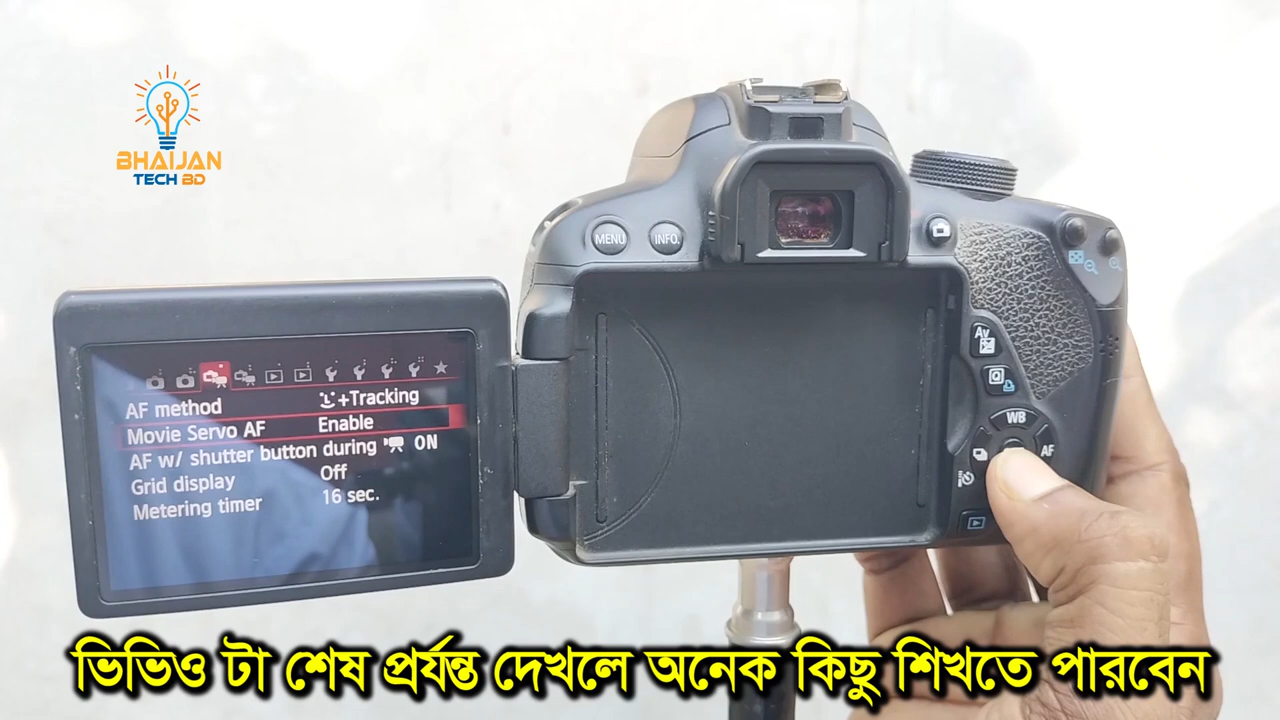 BHAIJAN
TECH BD
MENU
INFO.
AF method +Tracking
Movie Servo AF Enable
AF w/ shutter button during ON
Grid display Off
Metering timer 16 sec.
Av
Q
WB
AF
ভিভিও টা শেষ প্রর্যন্ত দেখলে অনেক কিছু শিখতে পারবেন